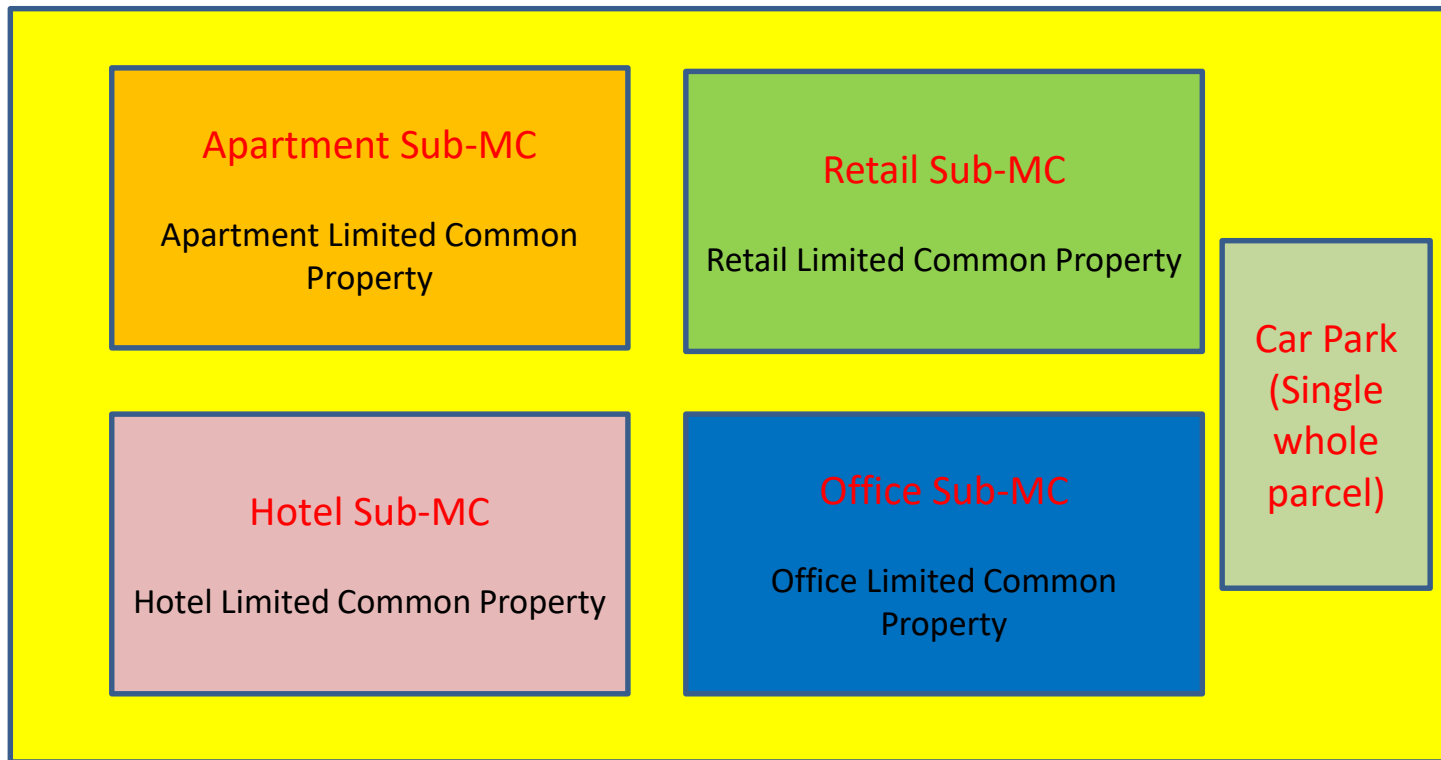 Apartment Sub-MC
Apartment Limited Common
Property
Retail Sub-MC
Retail Limited Common Property
Car Park
(Single
whole
parcel)
Hotel Sub-MC
Hotel Limited Common Property
Office Sub-MC
Office Limited Common
Property